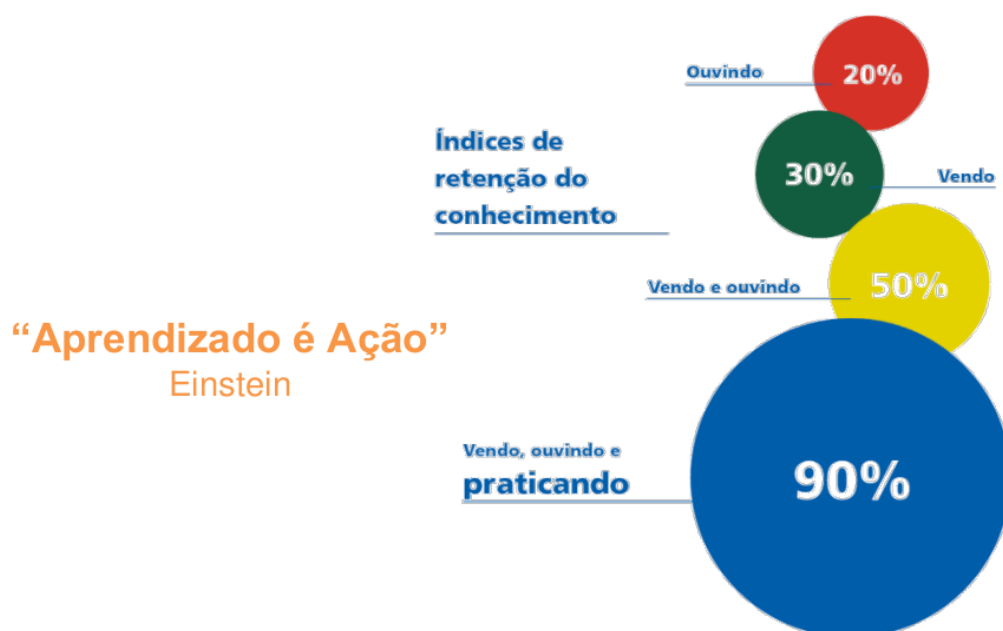 Ouvindo
20%
Índices de
retenção do
conhecimento
30%
Vendo
Vendo e ouvindo
50%
“Aprendizado é Ação”
Einstein
Vendo, ouvindo e
praticando
90%